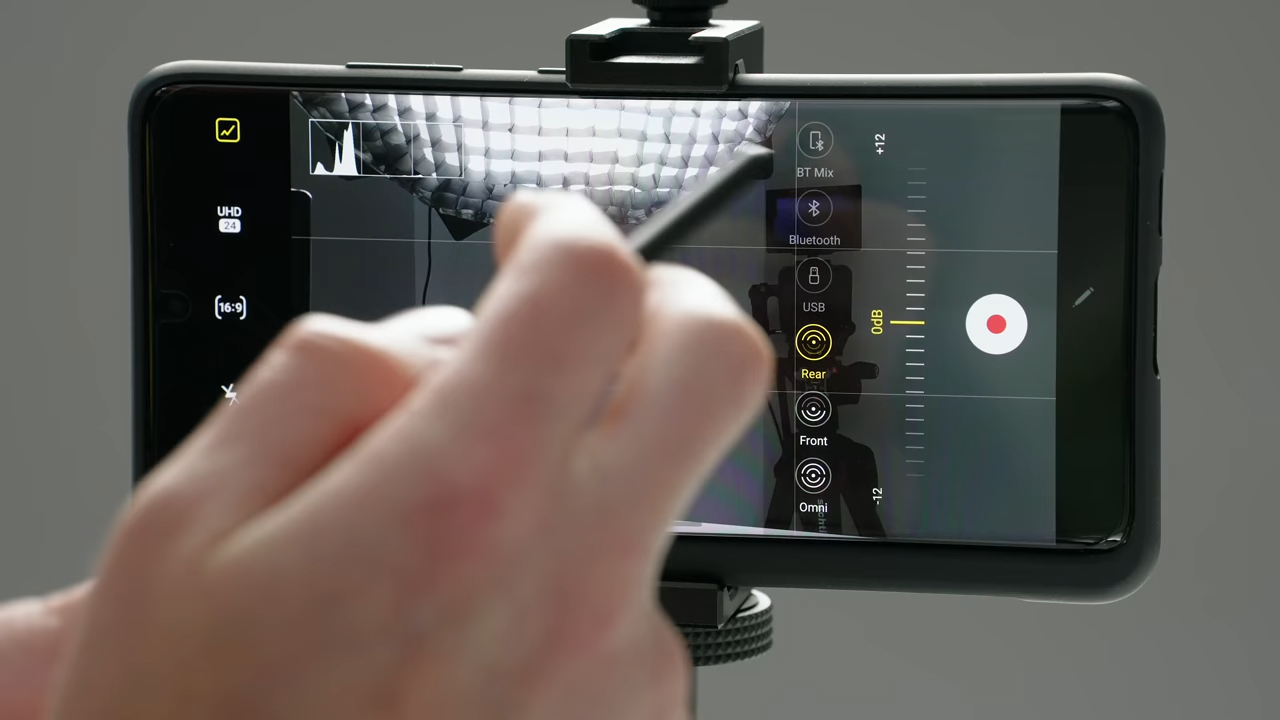 UHD
24
16:9
BT Mix
Bluetooth
USB
Rear
Front
Omni
+12
0dB
-12